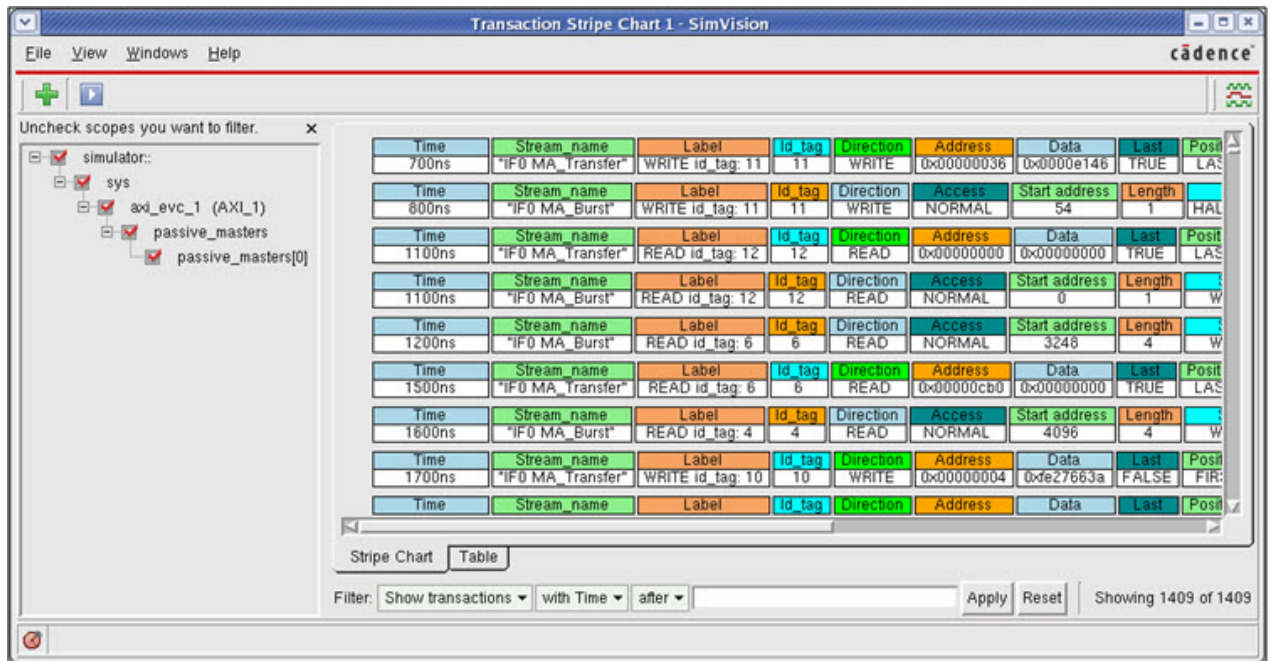 Transaction Stripe Chart 1 - SimVision
File View Windows Help
cādence
Uncheck scopes you want to filter. x
simulator::
sys
axi_evc_1 (AXI_1)
passive_masters
passive_masters[0]
Time Stream_name Label Id_tag Direction Address Data Last Posit
700ns "IF0 MA_Transfer" WRITE id_tag: 11 11 WRITE 0x00000036 0x0000e146 TRUE LAS
Time Stream_name Label Id_tag Direction Access Start address Length
800ns "IF0 MA_Burst" WRITE id_tag: 11 11 WRITE NORMAL 54 1 HAL
Time Stream_name Label Id_tag Direction Address Data Last Posit
1100ns "IF0 MA_Transfer" READ id_tag: 12 12 READ 0x00000000 0x00000000 TRUE LAS
Time Stream_name Label Id_tag Direction Access Start address Length
1100ns "IF0 MA_Burst" READ id_tag: 12 12 READ NORMAL 0 1 W
Time Stream_name Label Id_tag Direction Access Start address Length
1200ns "IF0 MA_Burst" READ id_tag: 6 6 READ NORMAL 3248 4 W
Time Stream_name Label Id_tag Direction Address Data Last Posit
1500ns "IF0 MA_Transfer" READ id_tag: 6 6 READ 0x00000cb0 0x00000000 TRUE LAS
Time Stream_name Label Id_tag Direction Access Start address Length
1600ns "IF0 MA_Burst" READ id_tag: 4 4 READ NORMAL 4096 4 W
Time Stream_name Label Id_tag Direction Address Data Last Posit
1700ns "IF0 MA_Transfer" WRITE id_tag: 10 10 WRITE 0x00000004 0xfe27663a FALSE FIR
Time Stream_name Label Id_tag Direction Address Data Last Posit
Stripe Chart Table
Filter: Show transactions with Time after Apply Reset Showing 1409 of 1409